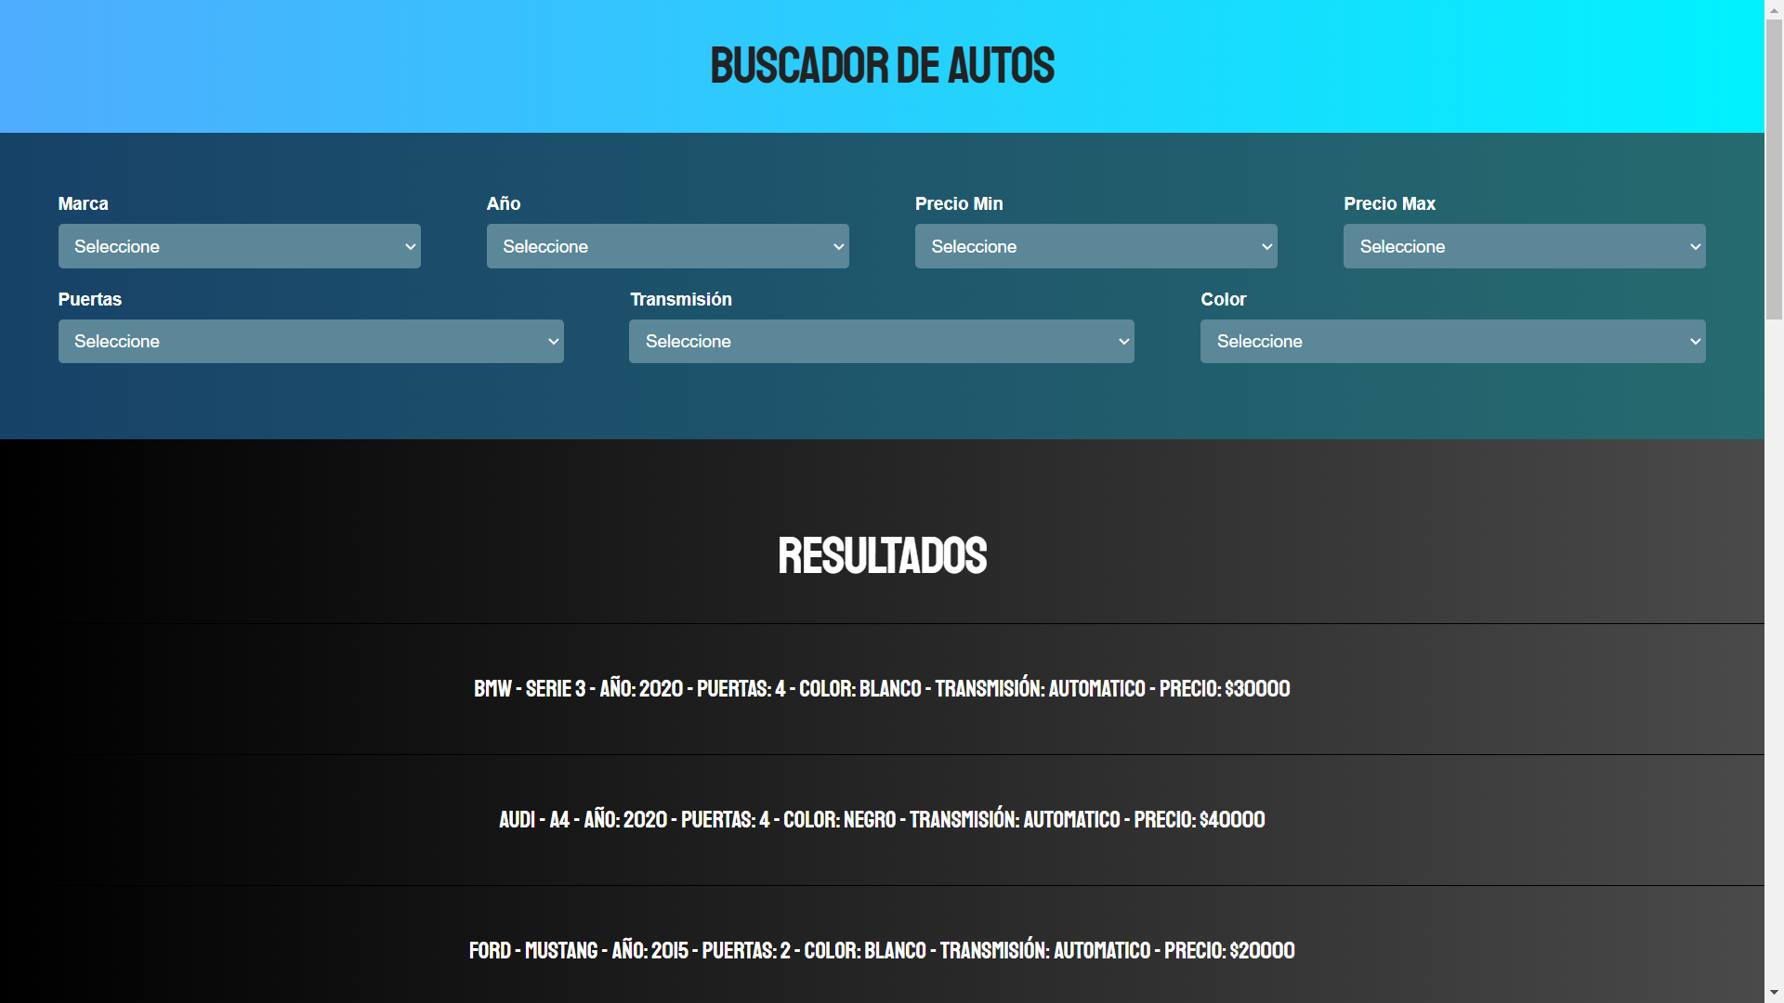 BUSCADOR DE AUTOS
Marca Año Precio Min Precio Max
Seleccione Seleccione Seleccione Seleccione
Puertas Transmisión Color
Seleccione Seleccione Seleccione
RESULTADOS
BMW - SERIE 3 - AÑO: 2020 - PUERTAS: 4 - COLOR: BLANCO - TRANSMISIÓN: AUTOMATICO - PRECIO: $30000
AUDI - A4 - AÑO: 2020 - PUERTAS: 4 - COLOR: NEGRO - TRANSMISIÓN: AUTOMATICO - PRECIO: $40000
FORD - MUSTANG - AÑO: 2015 - PUERTAS: 2 - COLOR: BLANCO - TRANSMISIÓN: AUTOMATICO - PRECIO: $20000